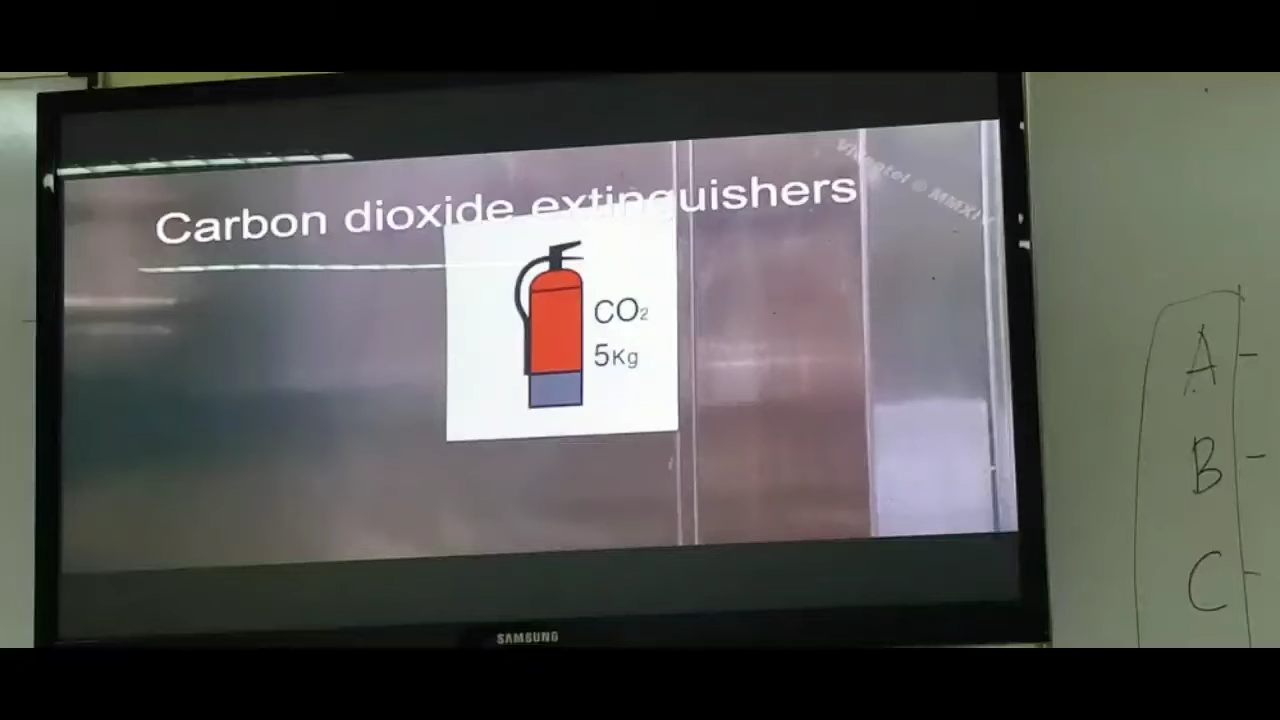 Carbon dioxide extinguishers
CO₂
5Kg
SAMSUNG
A -
B -
C -